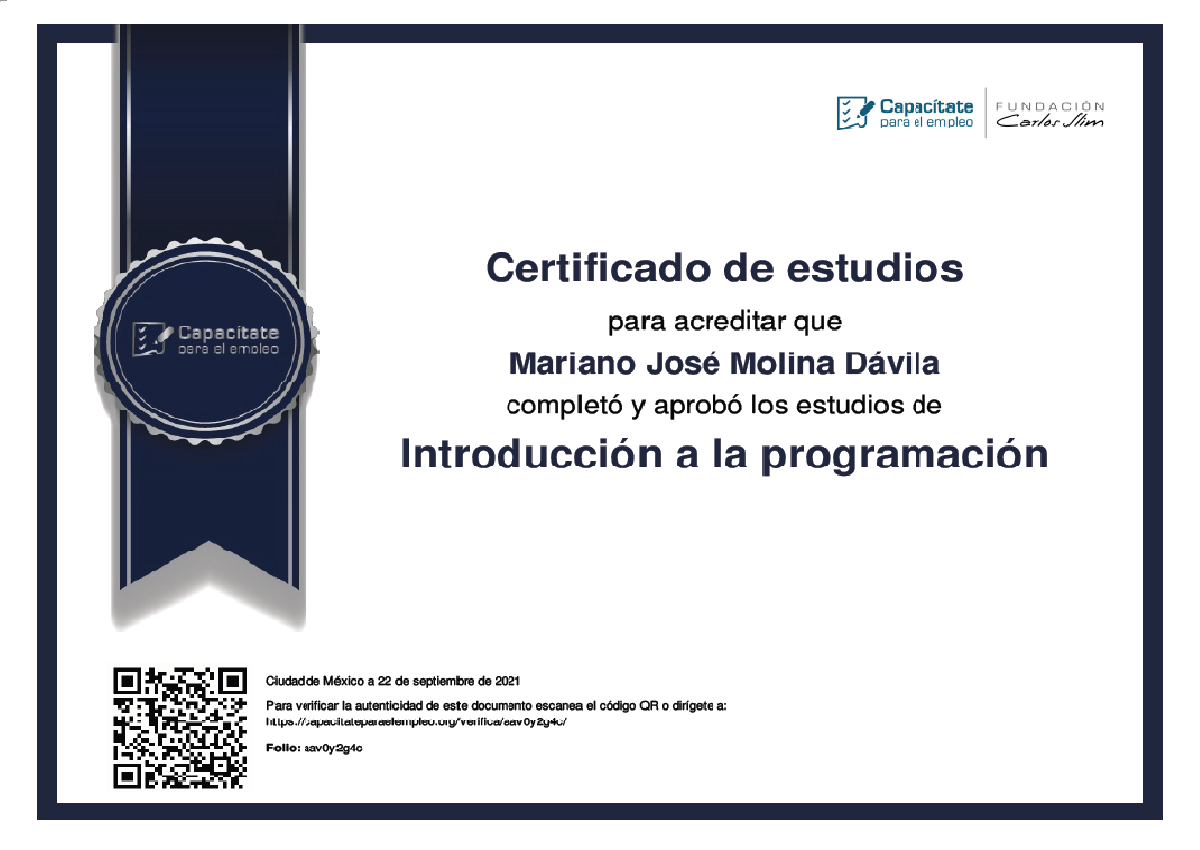 Capacítate
para el empleo
FUNDACIÓN
Carlos Slim
Capacítate
para el empleo
Certificado de estudios
para acreditar que
Mariano José Molina Dávila
completó y aprobó los estudios de
Introducción a la programación
Ciudad de México a 22 de septiembre de 2021
Para verificar la autenticidad de este documento escanea el código QR o dirígete a:
https://capacitateparaelempleo.org/verifica/aav0y2g4c/
Folio: aav0y2g4c